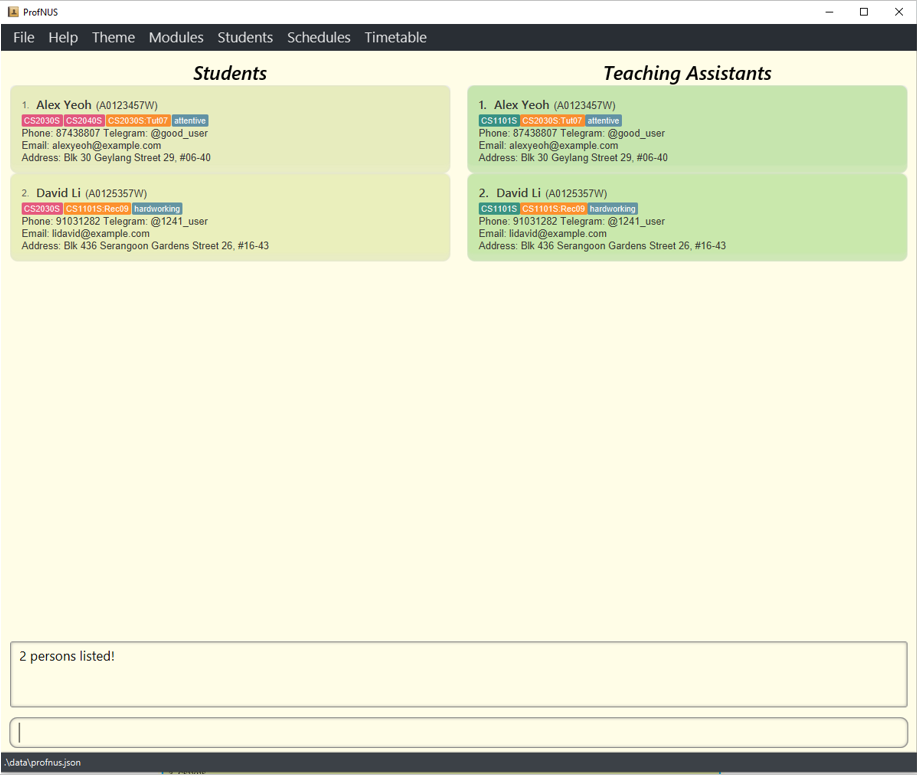 ProfNUS
File Help Theme Modules Students Schedules Timetable
Students
1. Alex Yeoh (A0123457W)
CS2030S CS2040S CS2030S:Tut07 attentive
Phone: 87438807 Telegram: @good_user
Email: alexyeoh@example.com
Address: Blk 30 Geylang Street 29, #06-40
2. David Li (A0125357W)
CS2030S CS1101S:Rec09 hardworking
Phone: 91031282 Telegram: @1241_user
Email: lidavid@example.com
Address: Blk 436 Serangoon Gardens Street 26, #16-43
Teaching Assistants
1. Alex Yeoh (A0123457W)
CS1101S CS2030S:Tut07 attentive
Phone: 87438807 Telegram: @good_user
Email: alexyeoh@example.com
Address: Blk 30 Geylang Street 29, #06-40
2. David Li (A0125357W)
CS1101S CS1101S:Rec09 hardworking
Phone: 91031282 Telegram: @1241_user
Email: lidavid@example.com
Address: Blk 436 Serangoon Gardens Street 26, #16-43
2 persons listed!
.\data\profnus.json